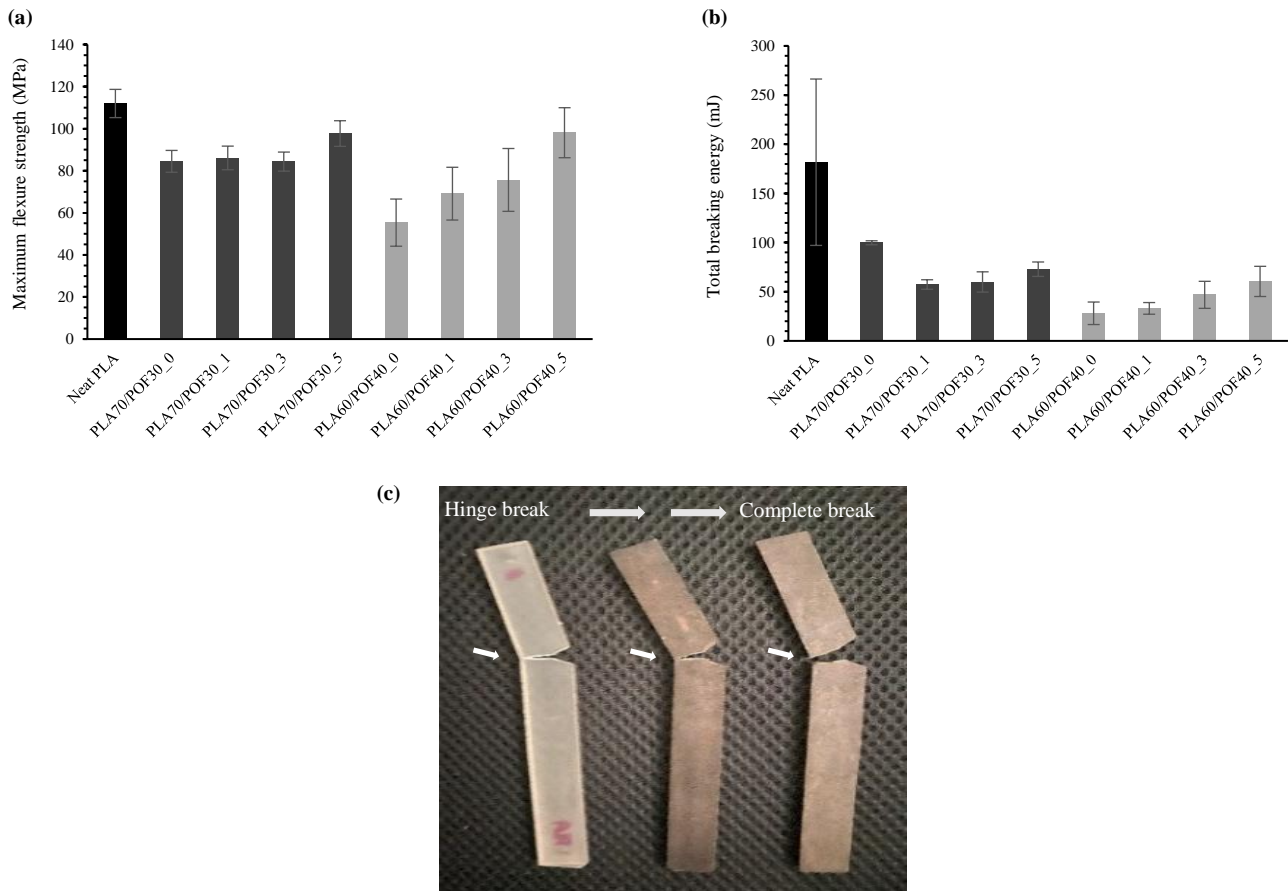 (a)
Maximum flexure strength (MPa)
140
120
100
80
60
40
20
0
Neat PLA
PLA70/POF30_0
PLA70/POF30_1
PLA70/POF30_3
PLA70/POF30_5
PLA60/POF40_0
PLA60/POF40_1
PLA60/POF40_3
PLA60/POF40_5
(b)
Total breaking energy (mJ)
300
250
200
150
100
50
0
Neat PLA
PLA70/POF30_0
PLA70/POF30_1
PLA70/POF30_3
PLA70/POF30_5
PLA60/POF40_0
PLA60/POF40_1
PLA60/POF40_3
PLA60/POF40_5
(c)
Hinge break
Complete break